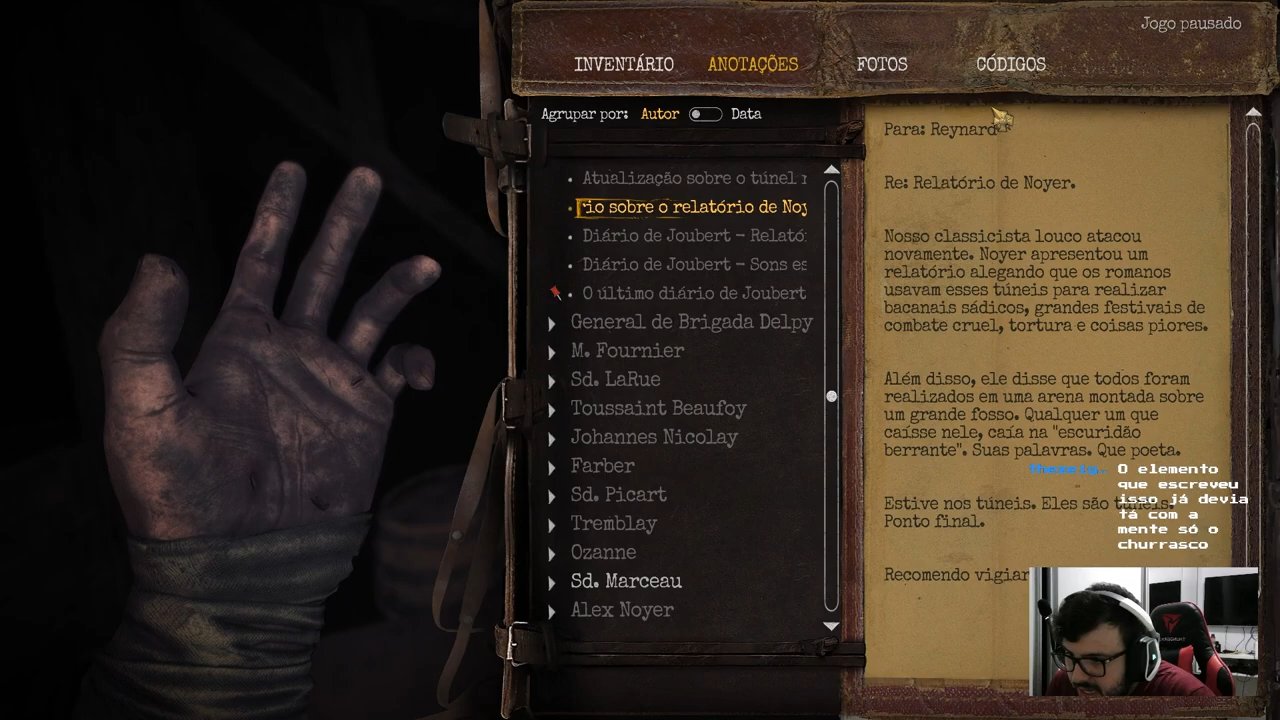 Jogo pausado
INVENTÁRIO ANOTAÇÕES FOTOS CÓDIGOS
Agrupar por: Autor Data
Atualização sobre o túnel
io sobre o relatório de Noy
Diário de Joubert - Relató
Diário de Joubert - Sons es
O último diário de Joubert
General de Brigada Delpy
M. Fournier
Sd. LaRue
Toussaint Beaufoy
Johannes Nicolay
Farber
Sd. Picart
Tremblay
Ozanne
Sd. Marceau
Alex Noyer
Para: Reynard
Re: Relatório de Noyer.
Nosso classicista louco atacou
novamente. Noyer apresentou um
relatório alegando que os romanos
usavam esses túneis para realizar
bacanais sádicos, grandes festivais de
combate cruel, tortura e coisas piores.
Além disso, ele disse que todos foram
realizados em uma arena montada sobre
um grande fosso. Qualquer um que
caísse nele, caía na "escuridão
berrante". Suas palavras. Que poeta.
Estive nos túneis. Eles são túneis.
Ponto final.
Recomendo vigiar
O elemento
que escreveu
isso já devia
tá com a
mente só o
churrasco